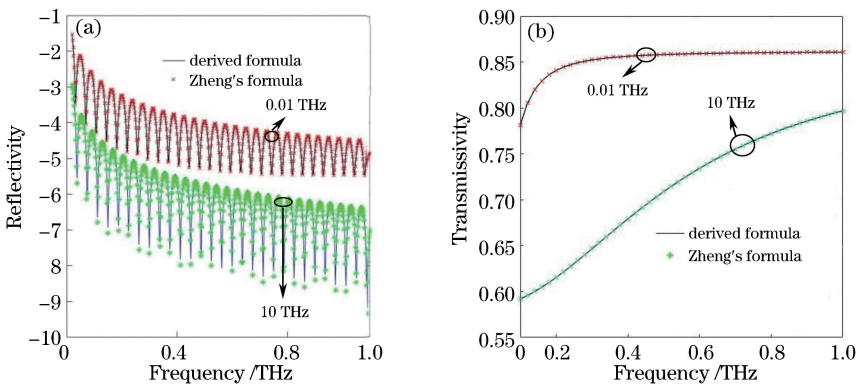 (a)
−1
−2
−3
−4
−5
−6
−7
−8
−9
−10
Reflectivity
derived formula
Zheng's formula
0.01 THz
10 THz
0
0.4
0.8
1.0
Frequency /THz
(b)
0.90
0.85
0.80
0.75
0.70
0.65
0.60
0.55
Transmissivity
0.01 THz
10 THz
derived formula
Zheng's formula
0
0.2
0.4
0.6
0.8
1.0
Frequency /THz